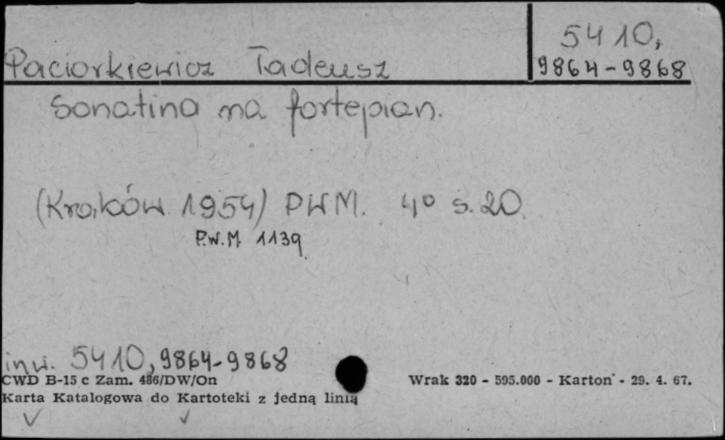 5410,
Paciorkiewicz Tadeusz 9864-9868
Sonatina na fortepian.
(Kraków 1954) PWM. 4° s. 20.
P.W.M. 1139
inw. 5410, 9864-9868
CWD B-15 c Zam. 486/DW/On Wrak 320 - 595.000 - Karton - 29. 4. 67.
Karta Katalogowa do Kartoteki z jedną linią